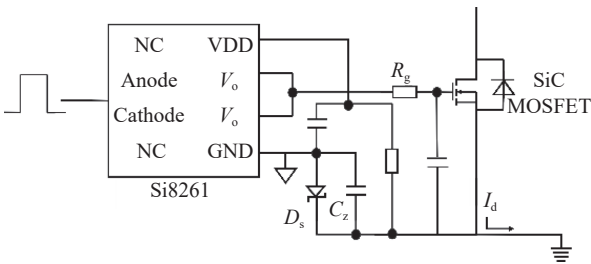 NC VDD
Anode Vo
Cathode Vo
NC GND
Si8261
Rg
SiC
MOSFET
Ds
Cz
Id